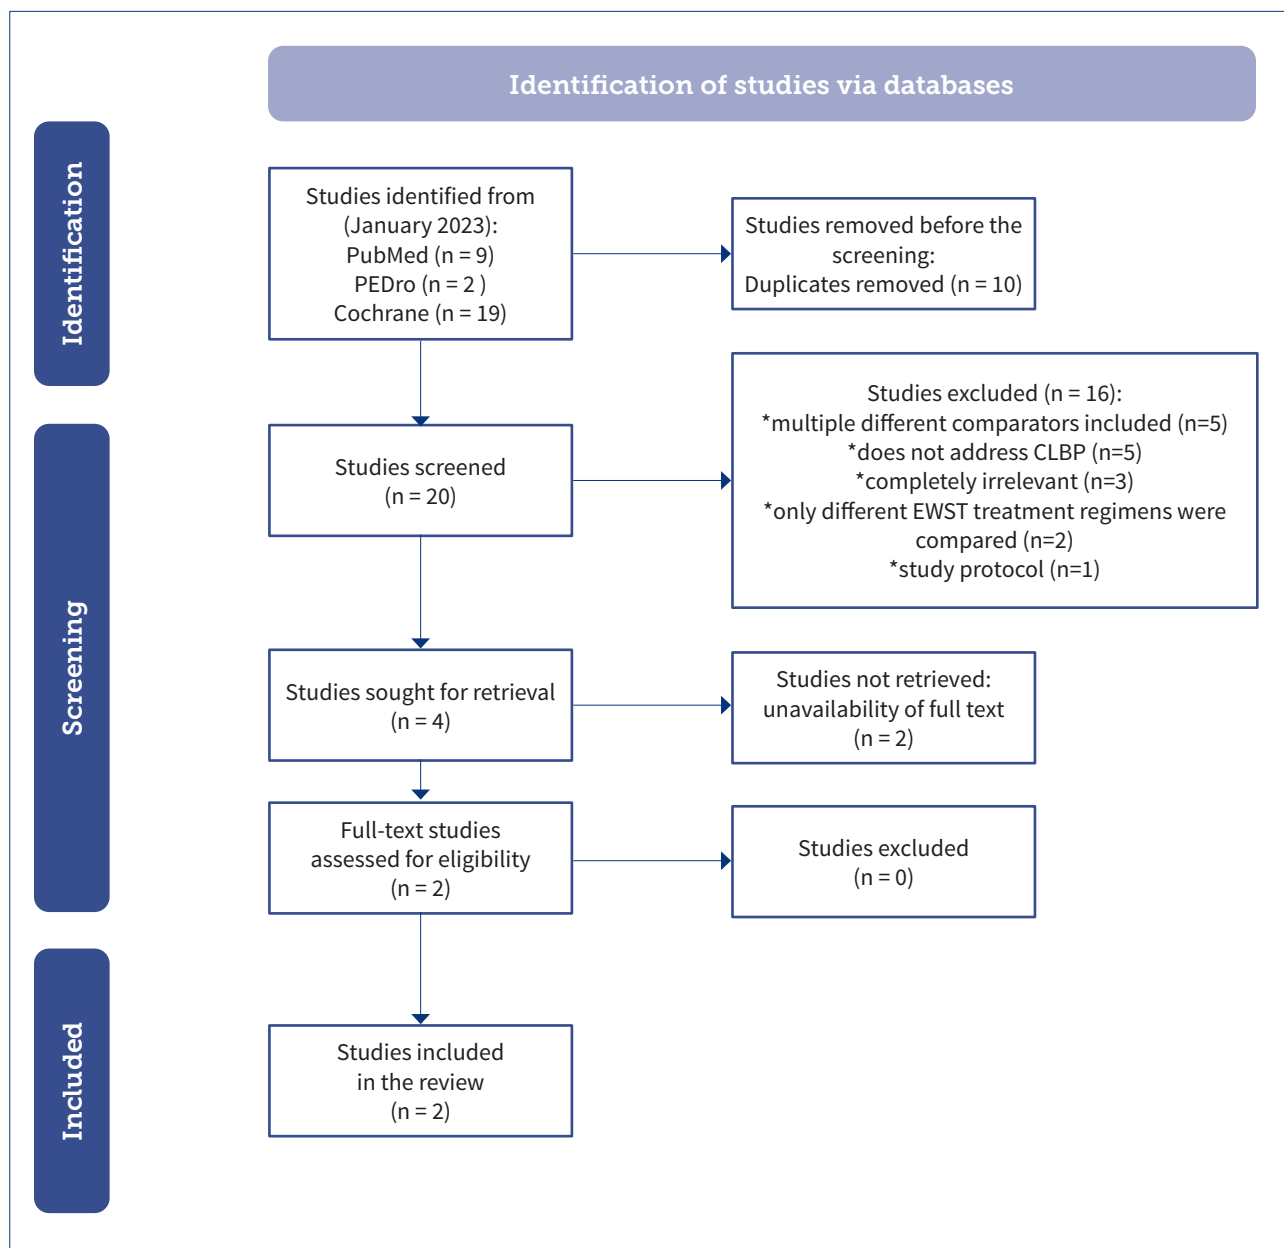 Identification of studies via databases
Identification
Studies identified from
(January 2023):
PubMed (n = 9)
PEDro (n = 2 )
Cochrane (n = 19)
Studies removed before the
screening:
Duplicates removed (n = 10)
Screening
Studies screened
(n = 20)
Studies excluded (n = 16):
*multiple different comparators included (n=5)
*does not address CLBP (n=5)
*completely irrelevant (n=3)
*only different EWST treatment regimens were
compared (n=2)
*study protocol (n=1)
Studies sought for retrieval
(n = 4)
Studies not retrieved:
unavailability of full text
(n = 2)
Full-text studies
assessed for eligibility
(n = 2)
Studies excluded
(n = 0)
Included
Studies included
in the review
(n = 2)